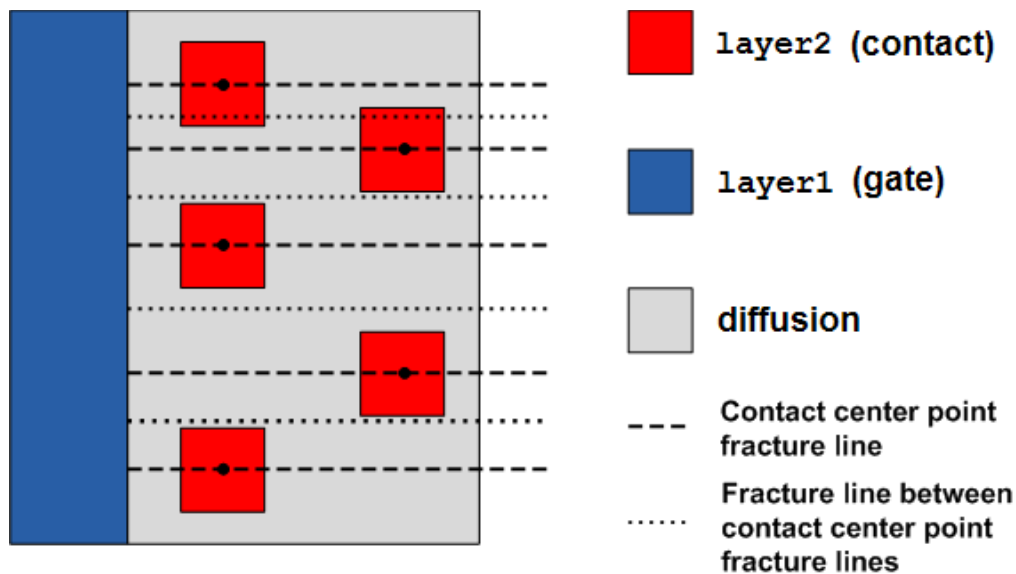 layer2 (contact)
layer1 (gate)
diffusion
Contact center point
fracture line
Fracture line between
contact center point
fracture lines